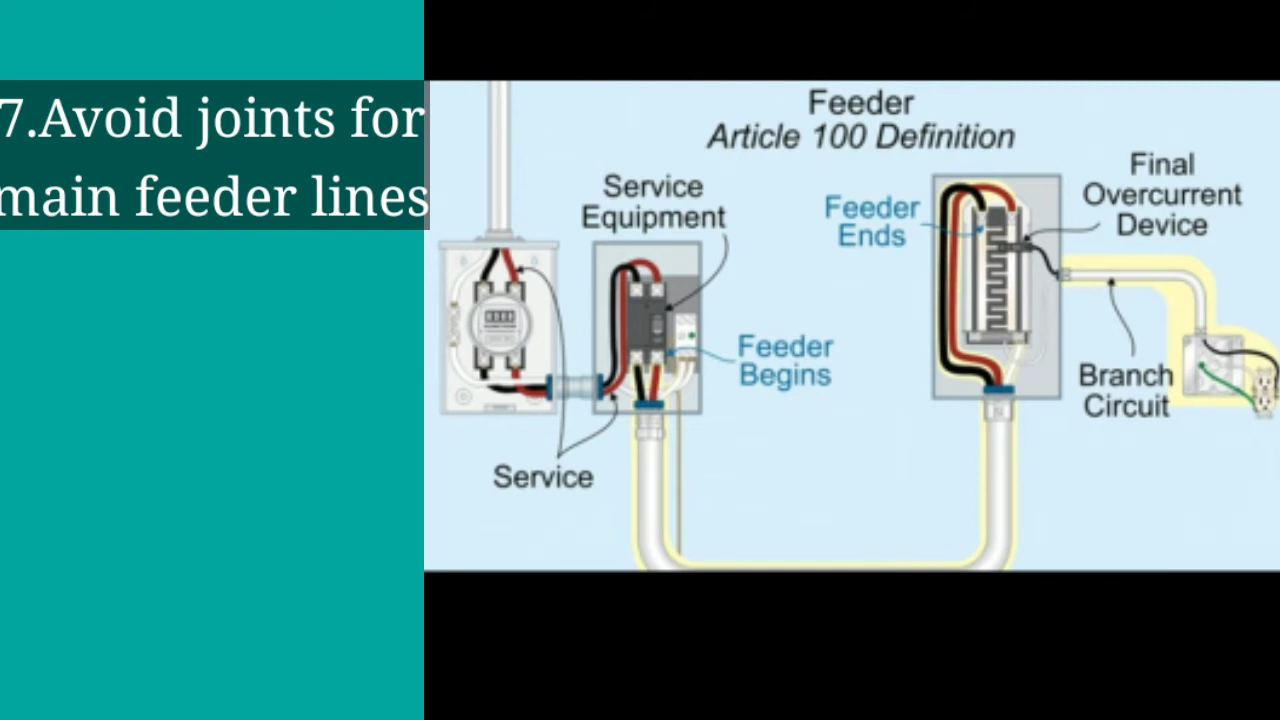 7.Avoid joints for
main feeder lines
Feeder
Article 100 Definition
Service
Equipment
Feeder
Ends
Final
Overcurrent
Device
Feeder
Begins
Branch
Circuit
Service